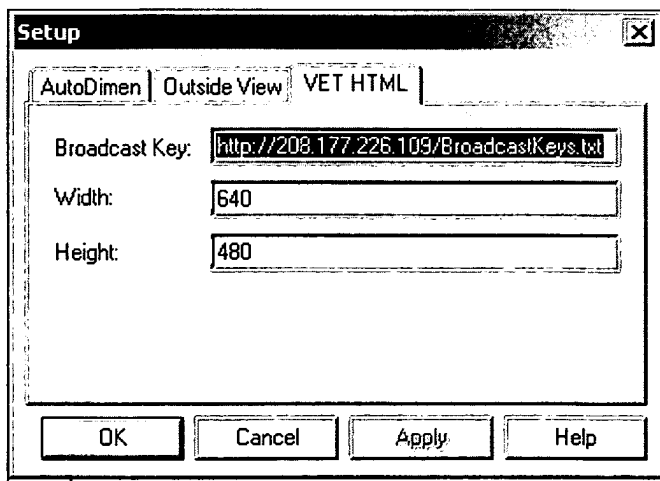 Setup
AutoDimen Outside View VET HTML
Broadcast Key: http://208.177.226.109/BroadcastKeys.txt
Width: 640
Height: 480
OK Cancel Apply Help